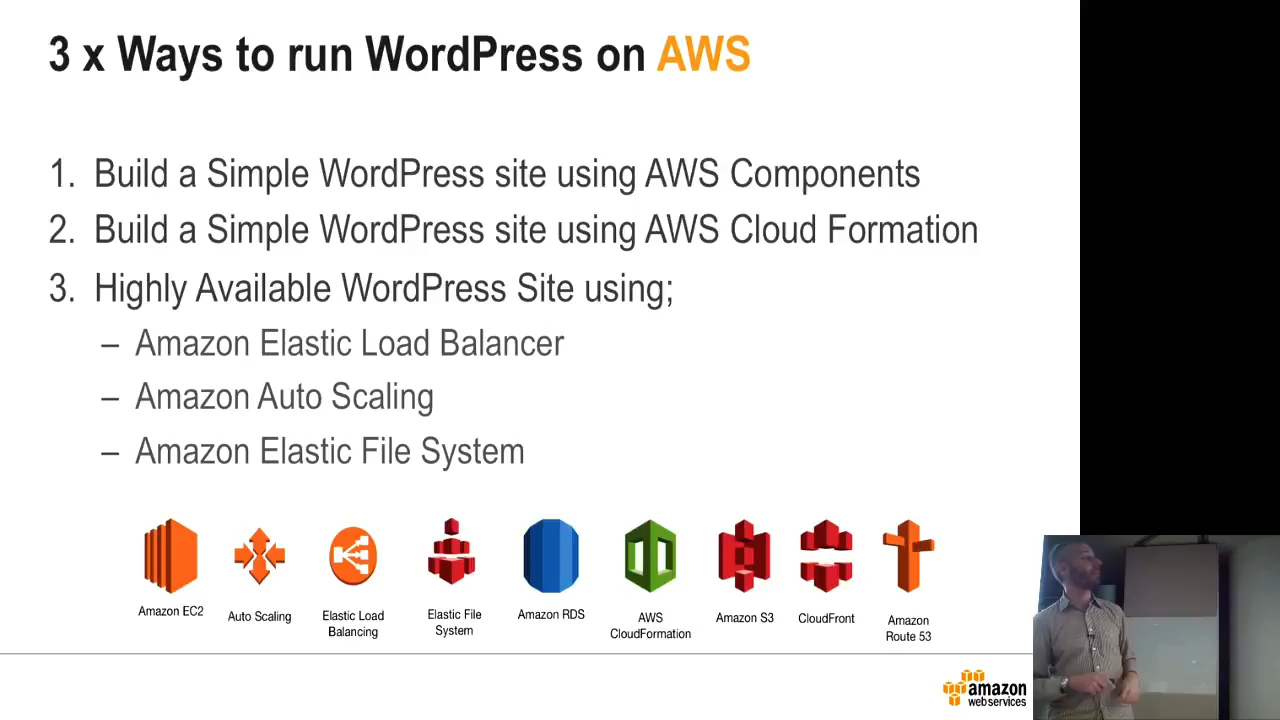 3 x Ways to run WordPress on AWS
1. Build a Simple WordPress site using AWS Components
2. Build a Simple WordPress site using AWS Cloud Formation
3. Highly Available WordPress Site using;
– Amazon Elastic Load Balancer
– Amazon Auto Scaling
– Amazon Elastic File System
Amazon EC2
Auto Scaling
Elastic Load
Balancing
Elastic File
System
Amazon RDS
AWS
CloudFormation
Amazon S3
CloudFront
Amazon
Route 53
amazon
webservices